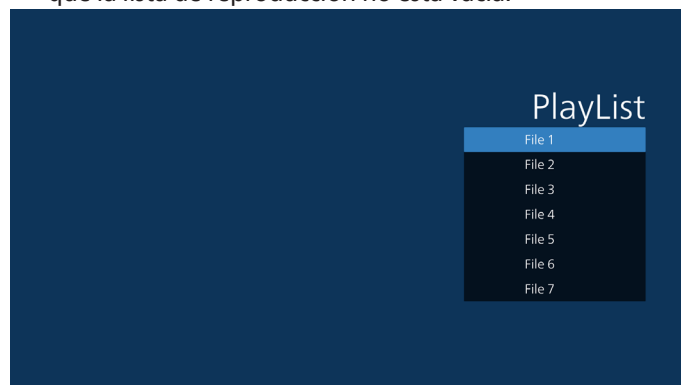 que la lista de reproducción no está vacía.
PlayList
File 1
File 2
File 3
File 4
File 5
File 6
File 7